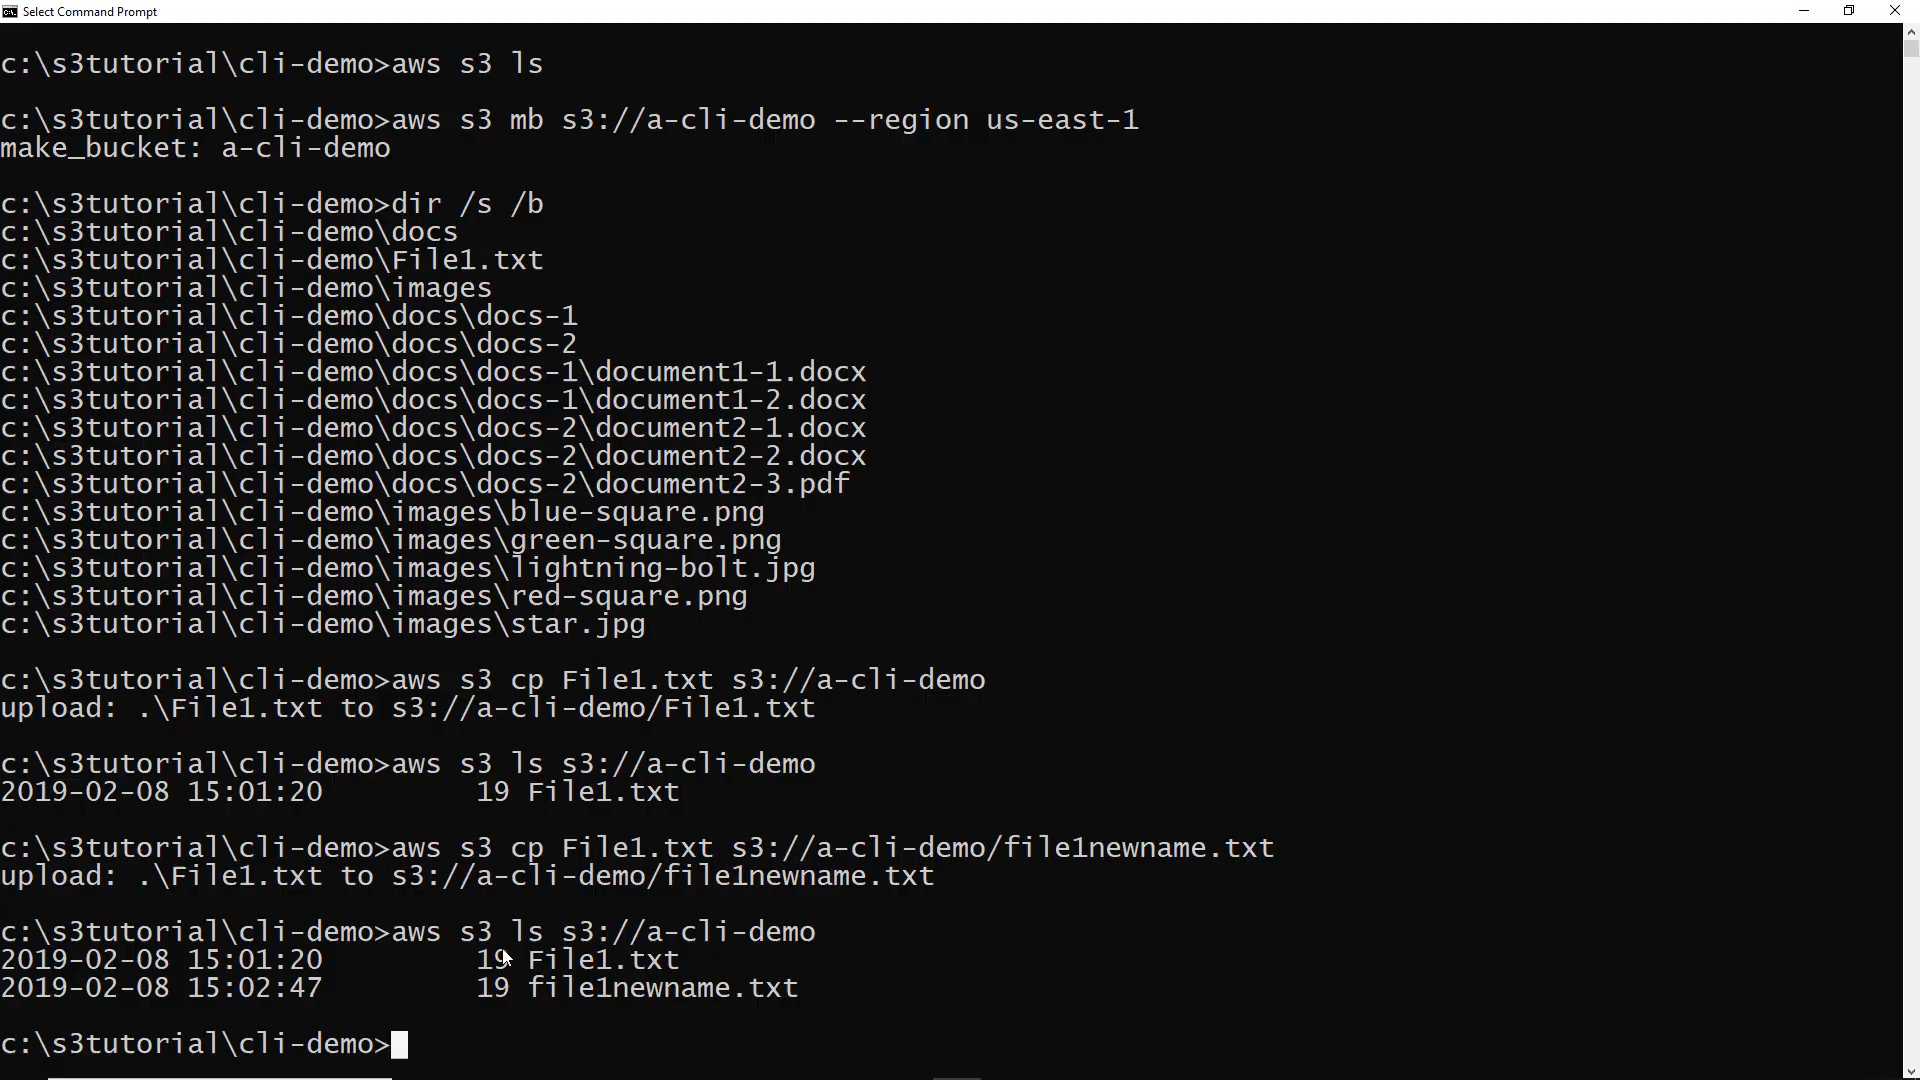 Select Command Prompt
c:\s3tutorial\cli-demo>aws s3 ls
c:\s3tutorial\cli-demo>aws s3 mb s3://a-cli-demo --region us-east-1
make_bucket: a-cli-demo
c:\s3tutorial\cli-demo>dir /s /b
c:\s3tutorial\cli-demo\docs
c:\s3tutorial\cli-demo\File1.txt
c:\s3tutorial\cli-demo\images
c:\s3tutorial\cli-demo\docs\docs-1
c:\s3tutorial\cli-demo\docs\docs-2
c:\s3tutorial\cli-demo\docs\docs-1\document1-1.docx
c:\s3tutorial\cli-demo\docs\docs-1\document1-2.docx
c:\s3tutorial\cli-demo\docs\docs-2\document2-1.docx
c:\s3tutorial\cli-demo\docs\docs-2\document2-2.docx
c:\s3tutorial\cli-demo\docs\docs-2\document2-3.pdf
c:\s3tutorial\cli-demo\images\blue-square.png
c:\s3tutorial\cli-demo\images\green-square.png
c:\s3tutorial\cli-demo\images\lightning-bolt.jpg
c:\s3tutorial\cli-demo\images\red-square.png
c:\s3tutorial\cli-demo\images\star.jpg
c:\s3tutorial\cli-demo>aws s3 cp File1.txt s3://a-cli-demo
upload: .\File1.txt to s3://a-cli-demo/File1.txt
c:\s3tutorial\cli-demo>aws s3 ls s3://a-cli-demo
2019-02-08 15:01:20         19 File1.txt
c:\s3tutorial\cli-demo>aws s3 cp File1.txt s3://a-cli-demo/file1newname.txt
upload: .\File1.txt to s3://a-cli-demo/file1newname.txt
c:\s3tutorial\cli-demo>aws s3 ls s3://a-cli-demo
2019-02-08 15:01:20         19 File1.txt
2019-02-08 15:02:47         19 file1newname.txt
c:\s3tutorial\cli-demo>